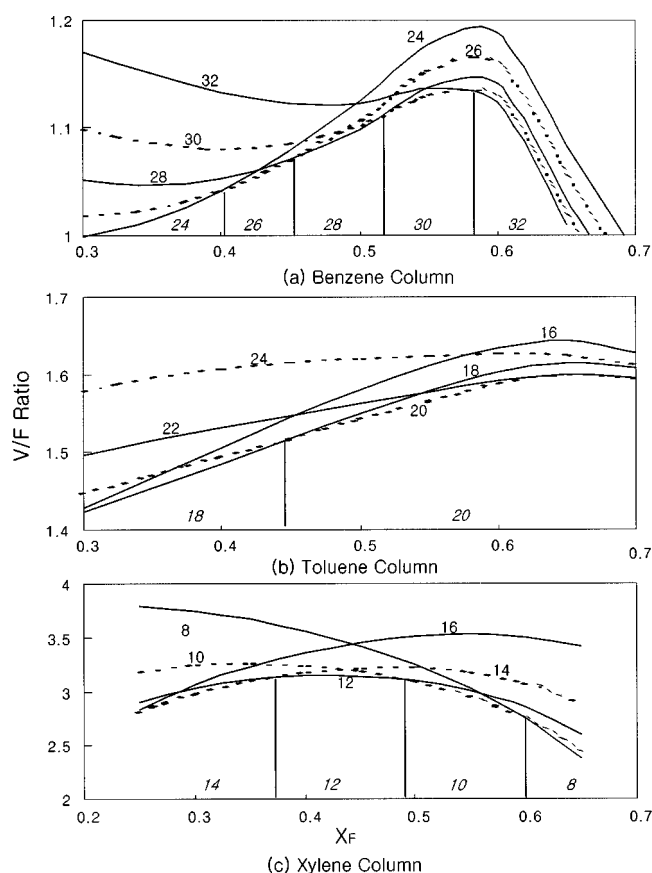 1.2
24
26
32
1.1
30
28
24 26 28 30 32
1
0.3 0.4 0.5 0.6 0.7
(a) Benzene Column
1.7
16
24
1.6
18
V/F Ratio
20
22
1.5
18 20
1.4
0.3 0.4 0.5 0.6 0.7
(b) Toluene Column
4
8
16
3.5
10
14
3
12
2.5
14 12 10 8
2
0.2 0.3 0.4 0.5 0.6 0.7
XF
(c) Xylene Column